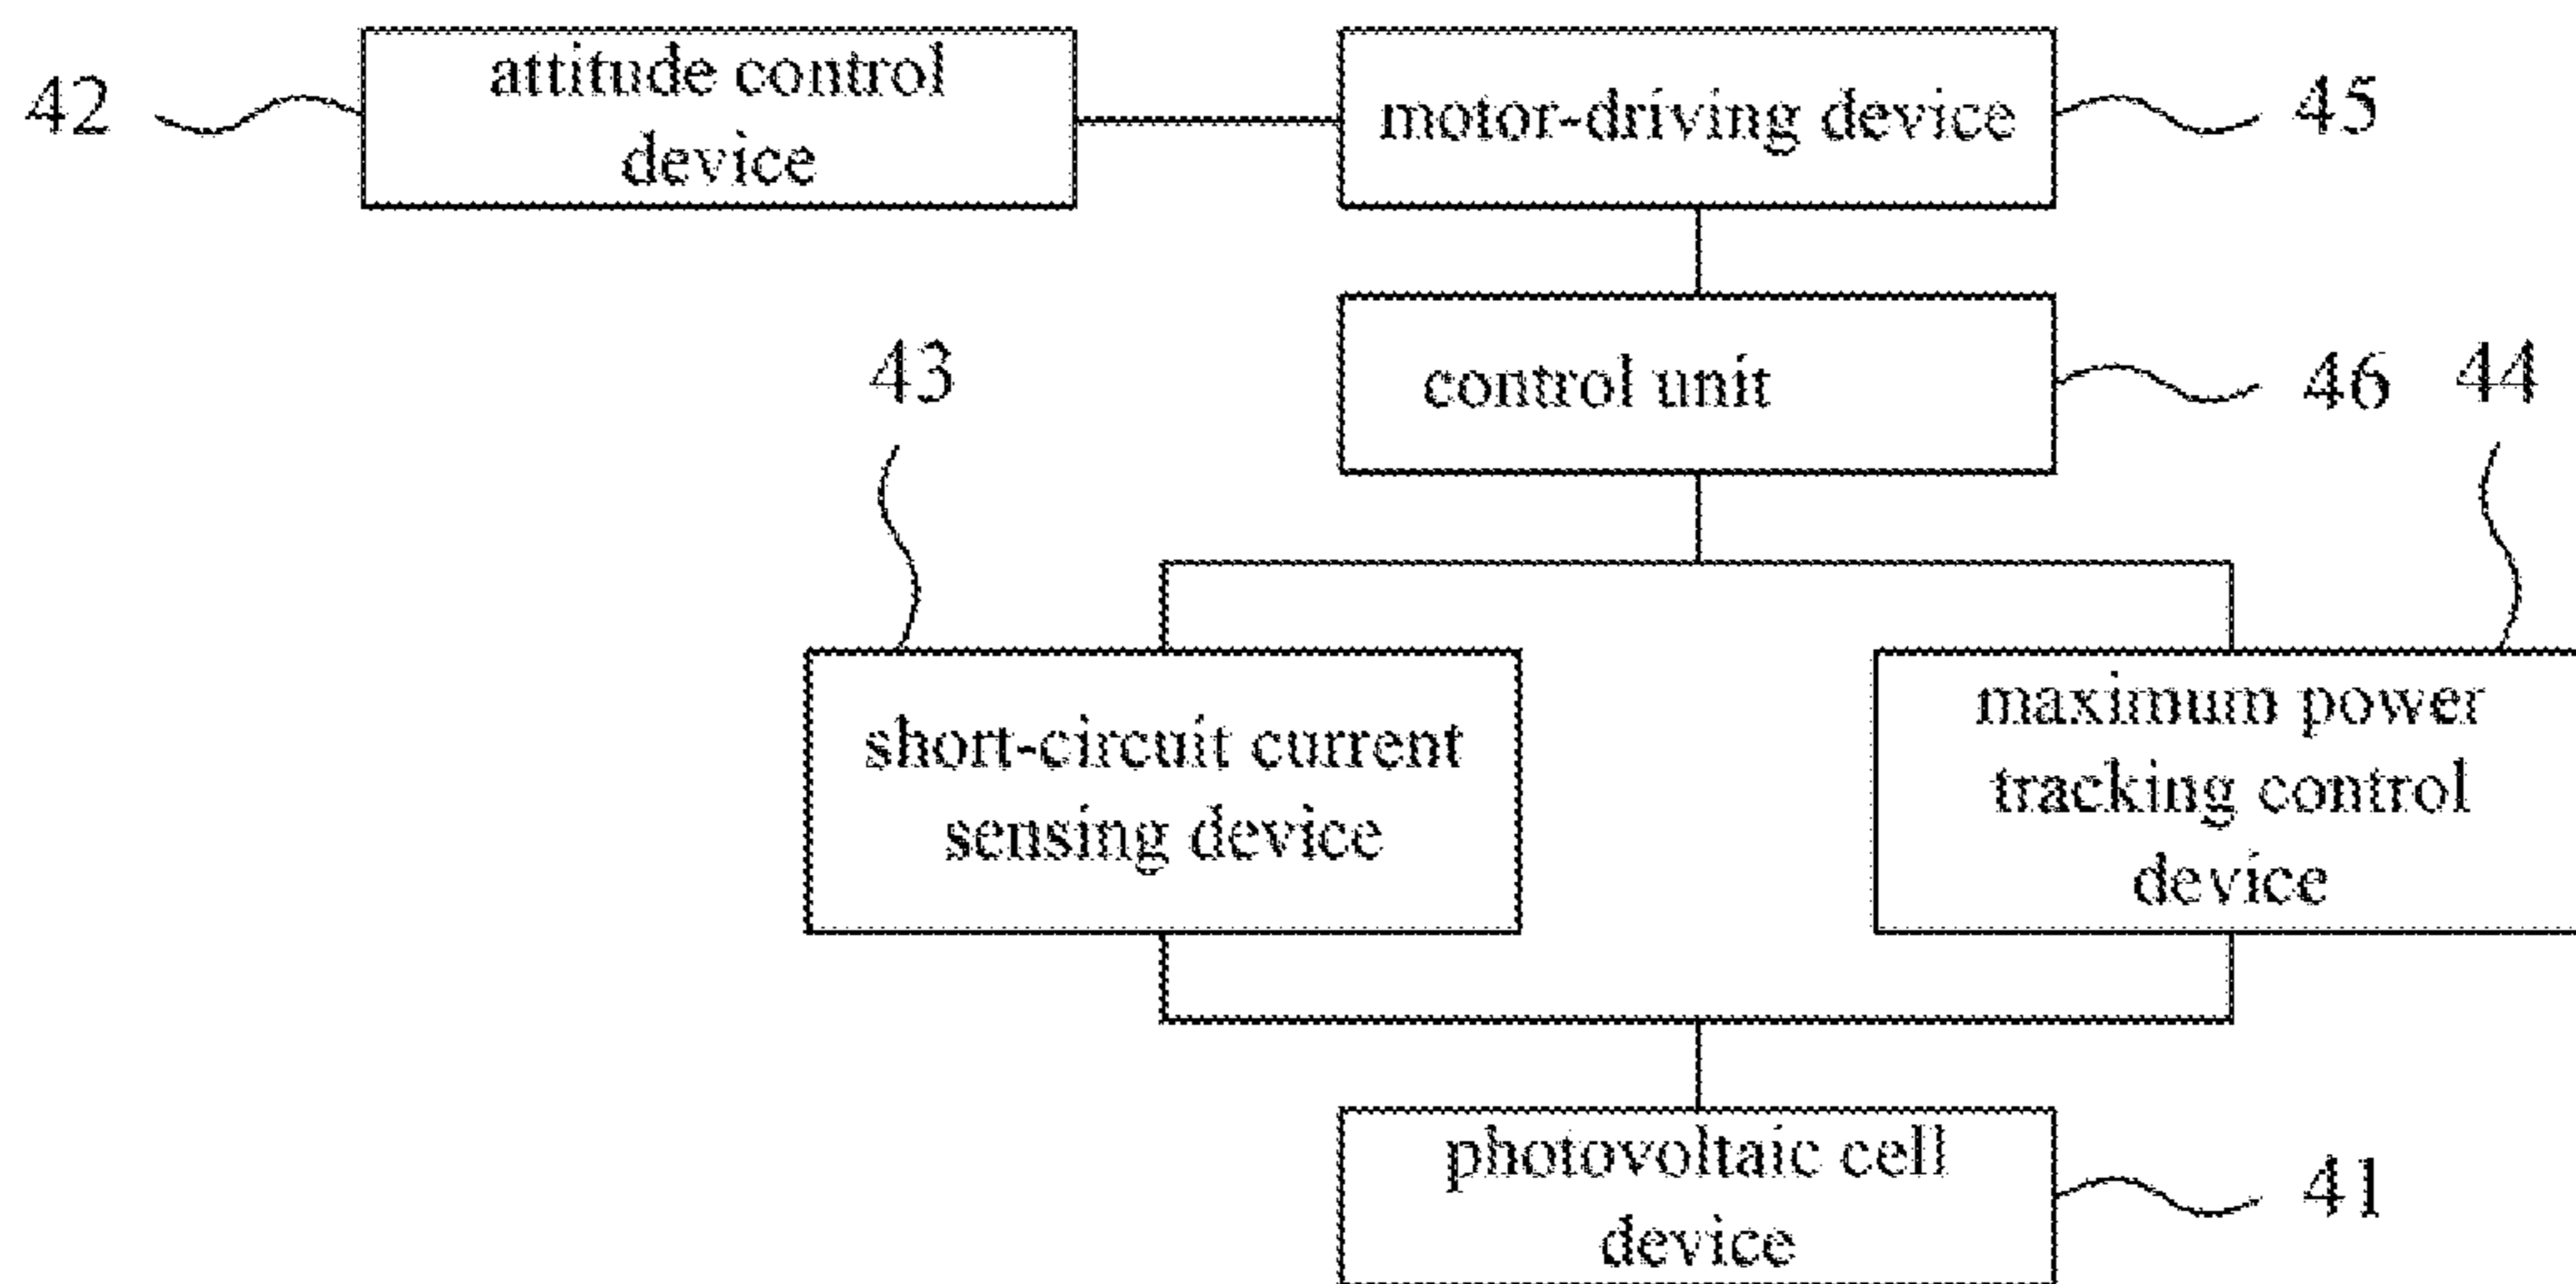 attitude control
device
42
motor-driving device
45
control unit
46
43
44
short-circuit current
sensing device
maximum power
tracking control
device
photovoltaic cell
device
41